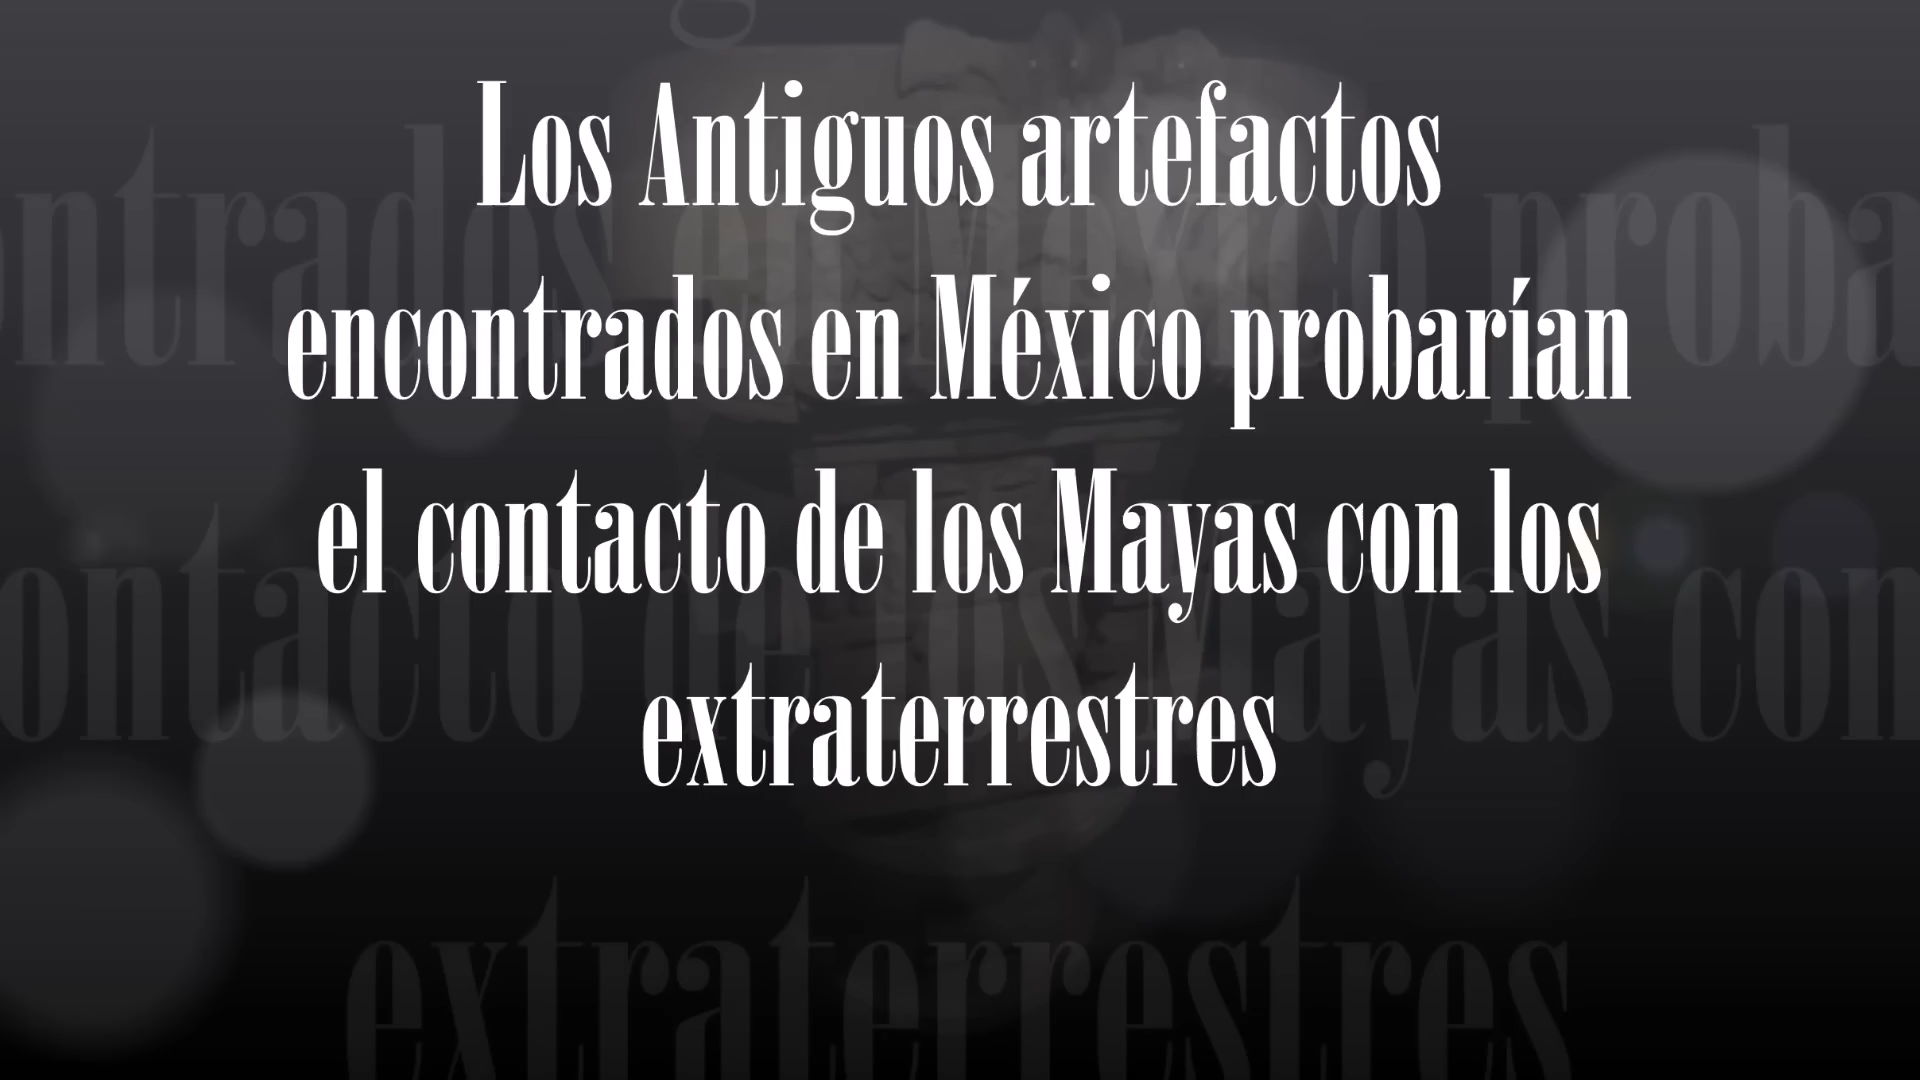 Los Antiguos artefactos
encontrados en México probarían
el contacto de los Mayas con los
extraterrestres